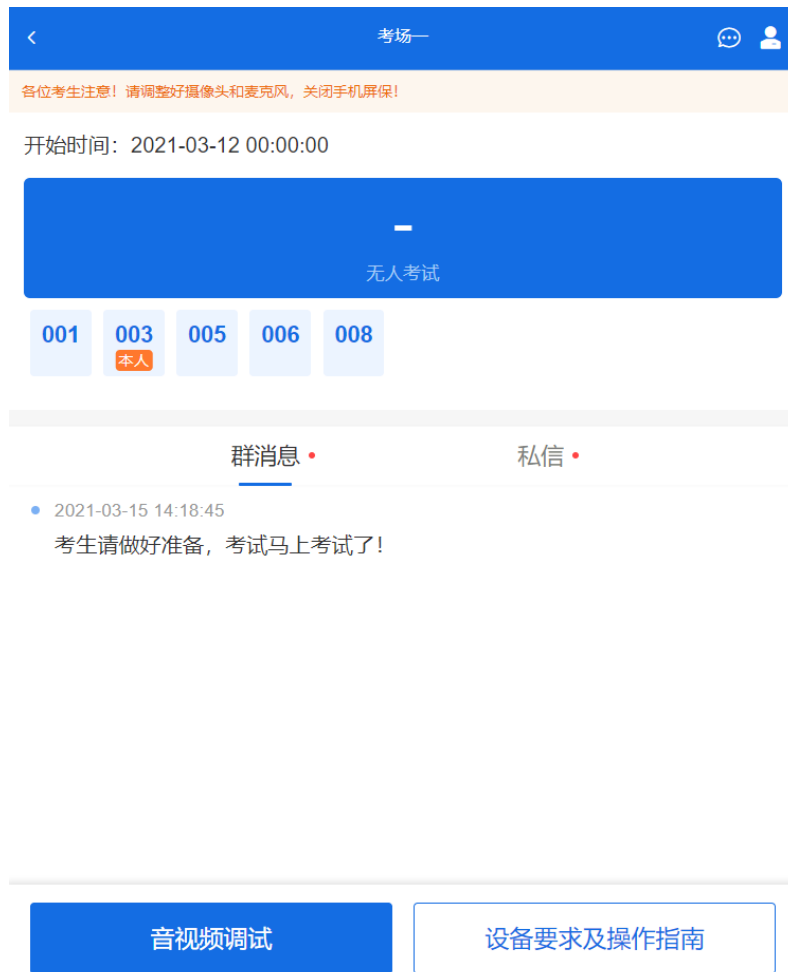 考场一
各位考生注意！请调整好摄像头和麦克风，关闭手机屏保！
开始时间：2021-03-12 00:00:00
-
无人考试
001 003 005 006 008
本人
群消息 私信
2021-03-15 14:18:45
考生请做好准备，考试马上考试了！
音视频调试 设备要求及操作指南